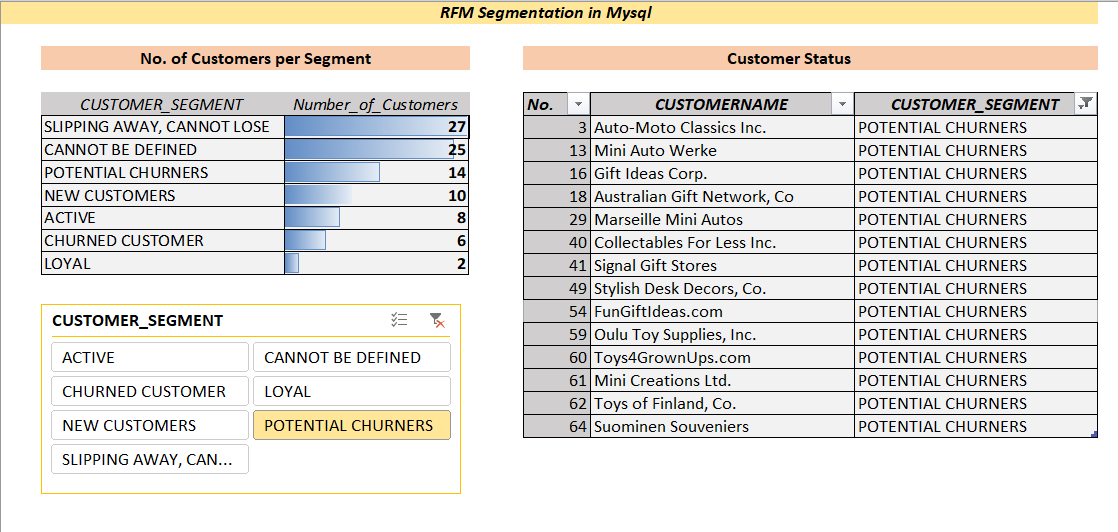 RFM Segmentation in Mysql
No. of Customers per Segment
CUSTOMER_SEGMENT Number_of_Customers
SLIPPING AWAY, CANNOT LOSE 27
CANNOT BE DEFINED 25
POTENTIAL CHURNERS 14
NEW CUSTOMERS 10
ACTIVE 8
CHURNED CUSTOMER 6
LOYAL 2
CUSTOMER_SEGMENT
ACTIVE CANNOT BE DEFINED
CHURNED CUSTOMER LOYAL
NEW CUSTOMERS POTENTIAL CHURNERS
SLIPPING AWAY, CAN...
Customer Status
No. CUSTOMERNAME CUSTOMER_SEGMENT
3 Auto-Moto Classics Inc. POTENTIAL CHURNERS
13 Mini Auto Werke POTENTIAL CHURNERS
16 Gift Ideas Corp. POTENTIAL CHURNERS
18 Australian Gift Network, Co POTENTIAL CHURNERS
29 Marseille Mini Autos POTENTIAL CHURNERS
40 Collectables For Less Inc. POTENTIAL CHURNERS
41 Signal Gift Stores POTENTIAL CHURNERS
49 Stylish Desk Decors, Co. POTENTIAL CHURNERS
54 FunGiftIdeas.com POTENTIAL CHURNERS
59 Oulu Toy Supplies, Inc. POTENTIAL CHURNERS
60 Toys4GrownUps.com POTENTIAL CHURNERS
61 Mini Creations Ltd. POTENTIAL CHURNERS
62 Toys of Finland, Co. POTENTIAL CHURNERS
64 Suominen Souveniers POTENTIAL CHURNERS